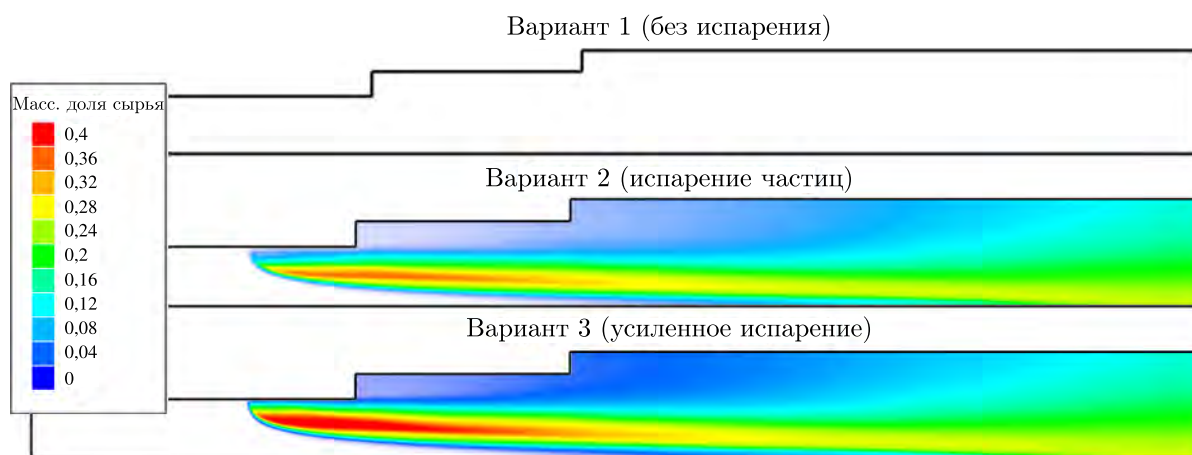 Вариант 1 (без испарения)
Масс. доля сырья
0,4
0,36
0,32
0,28
0,24
0,2
0,16
0,12
0,08
0,04
0
Вариант 2 (испарение частиц)
Вариант 3 (усиленное испарение)